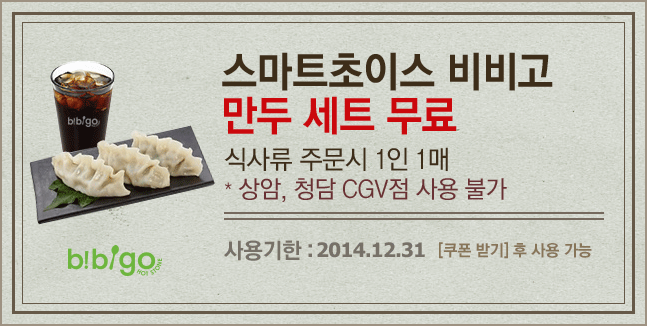 스마트초이스 비비고
만두 세트 무료
식사류 주문시 1인 1매
* 상암, 청담 CGV점 사용 불가
사용기한 : 2014.12.31 [쿠폰 받기] 후 사용 가능
b!b!go
b!b!go